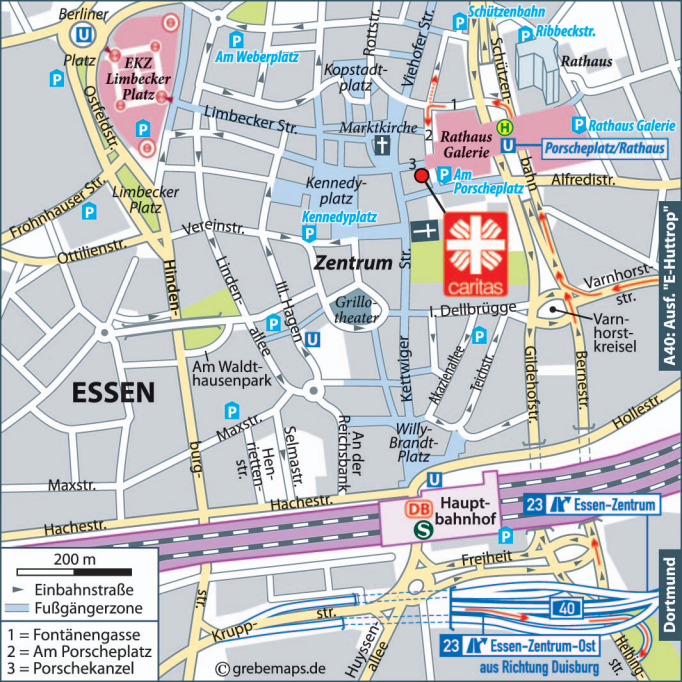 Berliner
Platz
EKZ
Limbecker
Platz
P
Am Weberplatz
Rottstr.
Viehofer Str.
Schützenbahn
Ribbeckstr.
Rathaus
Kopstadt-
platz
Schützen-
bahn
Ostfeldstr.
Limbecker Str.
Marktkirche
1
2
3
Rathaus
Galerie
H
U
Rathaus Galerie
Porscheplatz/Rathaus
Am
Porscheplatz
Alfredistr.
Limbecker
Platz
Kennedy-
platz
Kennedyplatz
Frohnhauser Str.
Ottilienstr.
Vereinstr.
Zentrum
caritas
A40: Ausf. "E-Huttrop"
Varnhorst-
str.
Varn-
horst-
kreisel
Hinden-
burg-
str.
Linden-
allee
III. Hagen
Grillo-
theater
Kettwiger
Str.
I. Dellbrügge
Akazienallee
Teichstr.
Gildehofstr.
Bernestr.
Am Waldt-
hausenpark
ESSEN
Maxstr.
Maxstr.
Hen-
rietten-
str.
Selmastr.
An der
Reichsbank
Willy-
Brandt-
Platz
Hollestr.
Hachestr.
Hachestr.
DB
S
Haupt-
bahnhof
23 Essen-Zentrum
Freiheit
40
Dortmund
Krupp-
str.
Huyssen-
allee
23 Essen-Zentrum-Ost
aus Richtung Duisburg
Helbing-
str.
200 m
Einbahnstraße
Fußgängerzone
1 = Fontänengasse
2 = Am Porscheplatz
3 = Porschekanzel
© grebemaps.de